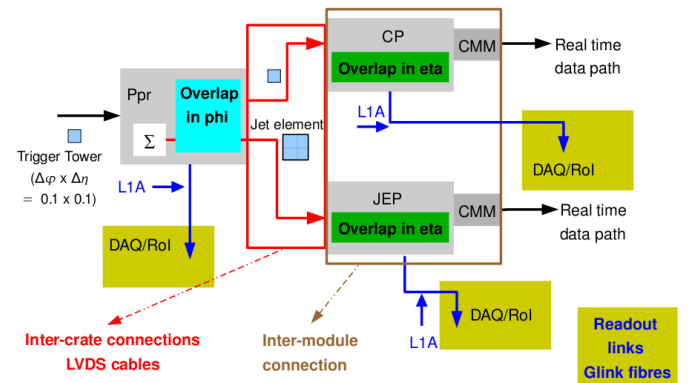 CP
CMM
Real time
data path
Overlap in eta
Ppr
Overlap
in phi
L1A
Jet element
Σ
Trigger Tower
(Δφ x Δη
= 0.1 x 0.1)
DAQ/RoI
L1A
JEP
CMM
Real time
data path
Overlap in eta
DAQ/RoI
DAQ/RoI
L1A
Inter-crate connections
LVDS cables
Inter-module
connection
Readout
links
Glink fibres